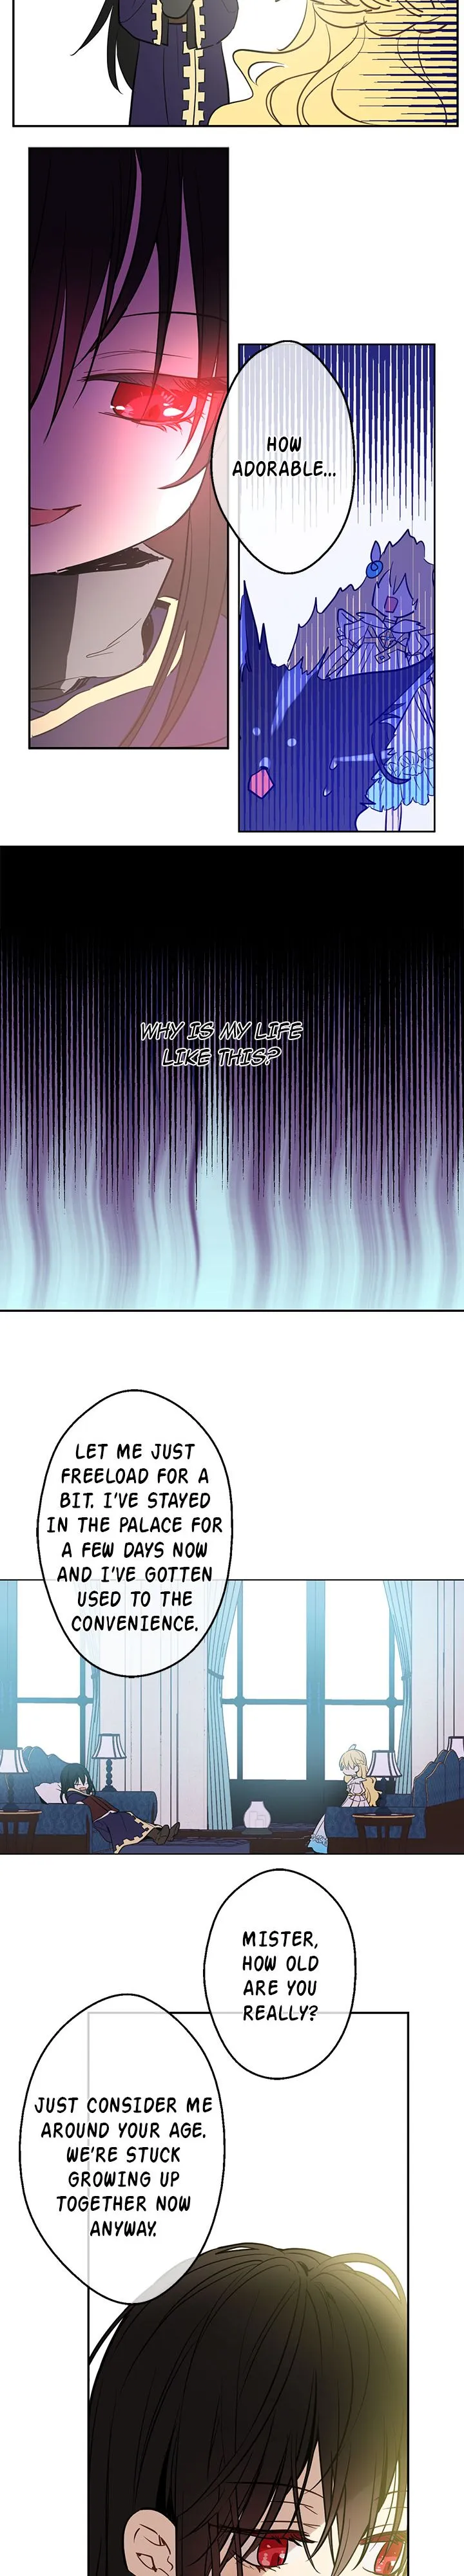 HOW
ADORABLE...
WHY IS MY LIFE
LIKE THIS?
LET ME JUST
FREELOAD FOR A
BIT. I'VE STAYED
IN THE PALACE FOR
A FEW DAYS NOW
AND I'VE GOTTEN
USED TO THE
CONVENIENCE.
MISTER,
HOW OLD
ARE YOU
REALLY?
JUST CONSIDER ME
AROUND YOUR AGE.
WE'RE STUCK
GROWING UP
TOGETHER NOW
ANYWAY.